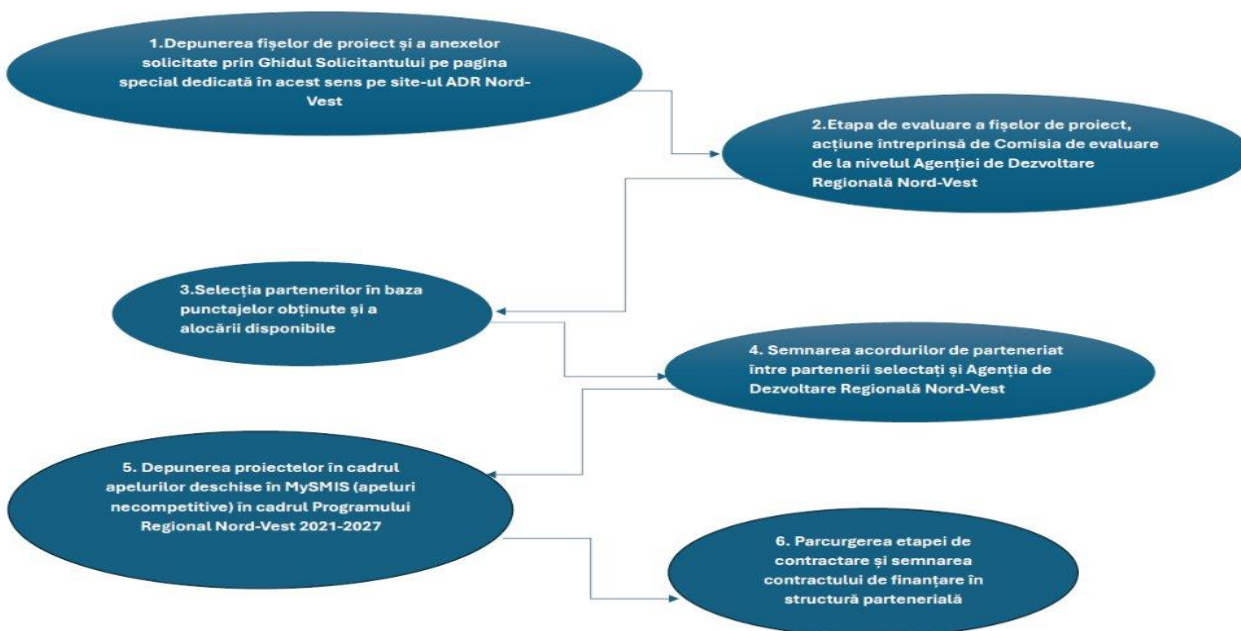 1.Depunerea fișelor de proiect și a anexelor
solicitate prin Ghidul Solicitantului pe pagina
special dedicată în acest sens pe site-ul ADR Nord-
Vest
2.Etapa de evaluare a fișelor de proiect,
acțiune întreprinsă de Comisia de evaluare
de la nivelul Agenției de Dezvoltare
Regională Nord-Vest
3.Selecția partenerilor în baza
punctajelor obținute și a
alocării disponibile
4. Semnarea acordurilor de parteneriat
între partenerii selectați și Agenția de
Dezvoltare Regională Nord-Vest
5. Depunerea proiectelor în cadrul
apelurilor deschise în MySMIS (apeluri
necompetitive) în cadrul Programului
Regional Nord-Vest 2021-2027
6. Parcurgerea etapei de
contractare și semnarea
contractului de finanțare în
structură partenerială